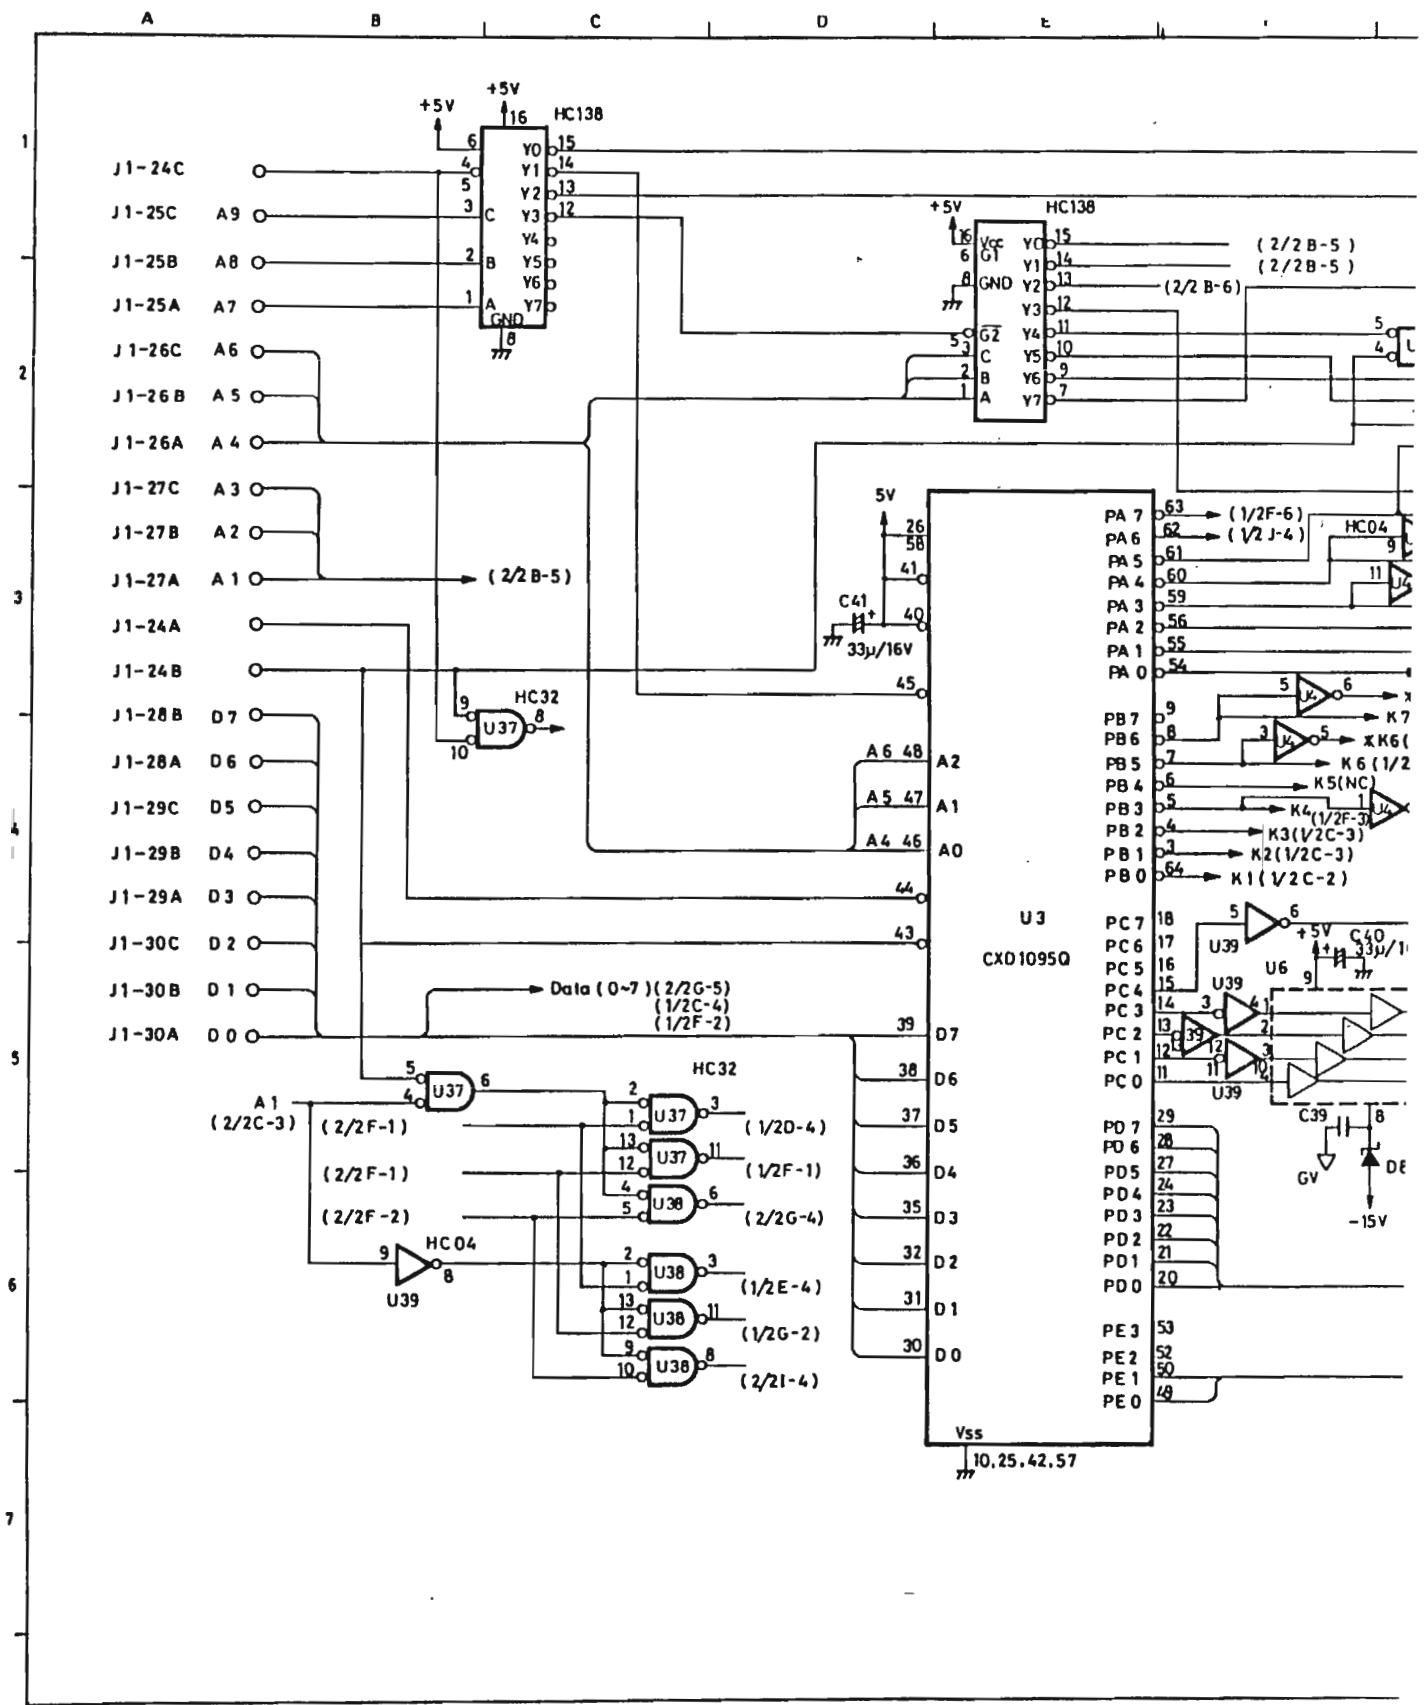 A B C D E
1
+5V +5V
16 HC138
6 Y0 15
J1-24C 4 Y1 14
5 Y2 13
J1-25C A9 3 C Y3 12
Y4
J1-25B A8 2 B Y5
Y6
J1-25A A7 1 A Y7
GND
8
+5V HC138
16 Vcc Y0 15 (2/2B-5)
6 G1 Y1 14 (2/2B-5)
8 GND Y2 13 (2/2B-6)
Y3 12
G2 Y4 11 5
5
3 C Y5 10 4 U
2 B Y6 9
1 A Y7 7
2
J1-26C A6
J1-26B A5
J1-26A A4
J1-27C A3
J1-27B A2
J1-27A A1 (2/2B-5)
3
J1-24A
J1-24B
J1-28B D7
J1-28A D6
J1-29C D5
4
J1-29B D4
J1-29A D3
J1-30C D2
J1-30B D1
J1-30A D0
5
HC32
9 U37 8
10
Data(0~7)(2/2G-5)
(1/2C-4)
(1/2F-2)
5V
26
58
41
C41 +
40
33μ/16V
45
A6 48 A2
A5 47 A1
A4 46 A0
44
43
39 D7
38 D6
37 D5
36 D4
35 D3
32 D2
31 D1
30 D0
U3
CXD1095Q
Vss
10,25,42,57
PA7 63 (1/2F-6)
PA6 62 (1/2J-4) HC04
PA5 61 9
PA4 60 11 U4
PA3 59
PA2 56
PA1 55
PA0 54
5 U4 6
PB7 9 K7
PB6 8 3 U4 5 ※K6(
PB5 7 K6(1/2
PB4 6 K5(NC)
PB3 5 K4 1 U4
(1/2F-3)
PB2 4 K3(1/2C-3)
PB1 3 K2(1/2C-3)
PB0 64 K1(1/2C-2)
PC7 18 5 6
PC6 17 U39 +5V C40
+ 33μ/1
PC5 16 U6
PC4 15 U39 9
PC3 14 3 4 1
PC2 13 39 2
PC1 12 12 3
PC0 11 11 10 4
U39
C39 8
GV
-15V
PD7 29
PD6 28
PD5 27
PD4 24
PD3 23
PD2 22
PD1 21
PD0 20
PE3 53
PE2 52
PE1 50
PE0 49
5 U37 6
4
A1
(2/2C-3) (2/2F-1)
(2/2F-1)
(2/2F-2)
HC32
2 U37 3
1 (1/2D-4)
13 U37 11
12 (1/2F-1)
4 U38 6
5 (2/2G-4)
6
9 HC04
8
U39
2 U38 3
1 (1/2E-4)
13 U38 11
12 (1/2G-2)
9 U38 8
10 (2/2I-4)
7